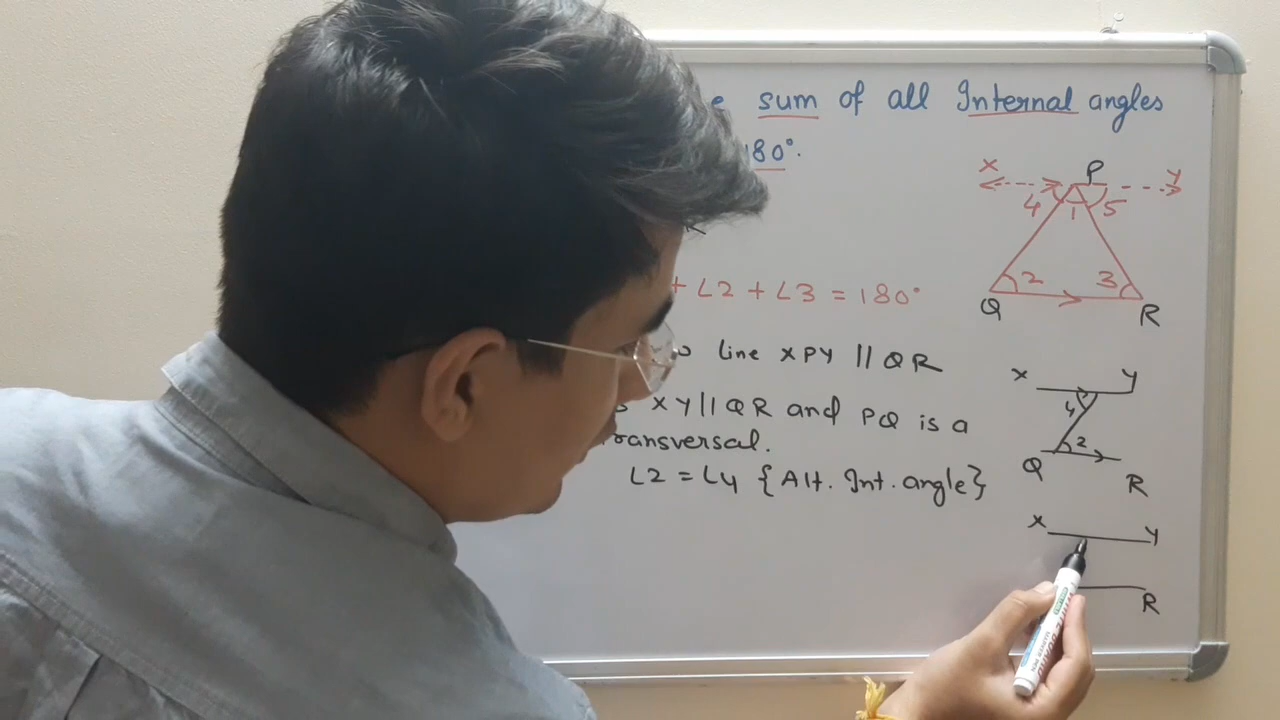 sum of all Internal angles
80°.
+ ∠2 + ∠3 = 180°
line XPY || QR
XY || QR and PQ is a
ransversal.
∠2 = ∠4 {Alt. Int. angle}
x P y
4 1 5
2 3
Q R
x y
4
2
Q R
x y
R